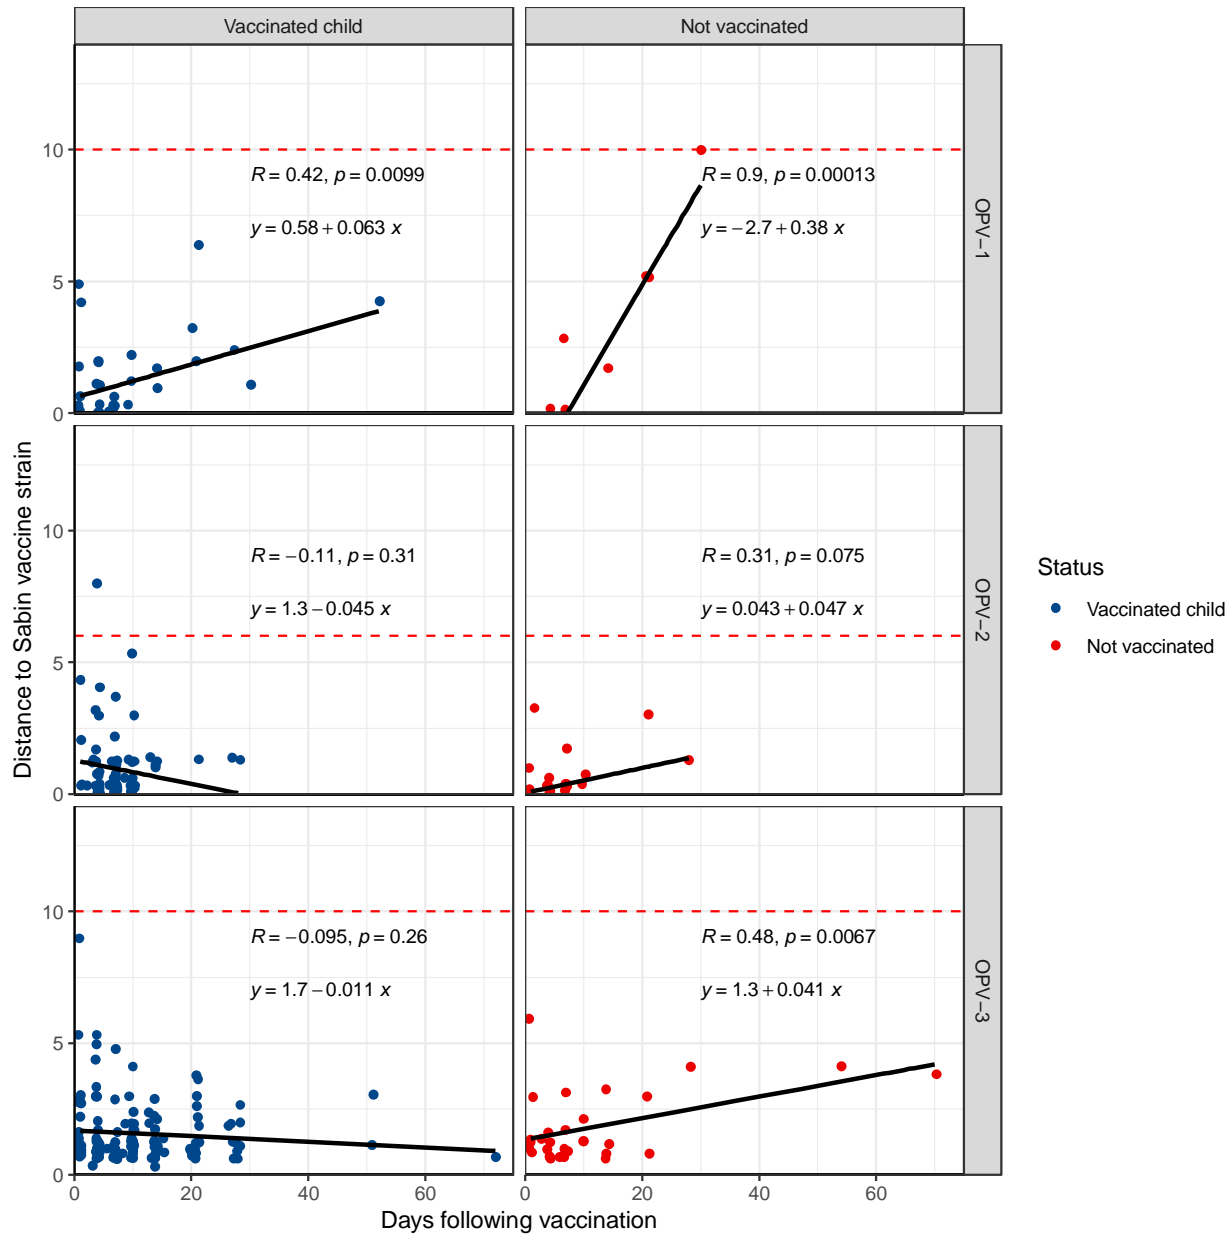 Vaccinated child
Not vaccinated
10
R = 0.42, p = 0.0099
R = 0.9, p = 0.00013
y = 0.58 + 0.063 x
y = −2.7 + 0.38 x
5
0
OPV−1
10
R = −0.11, p = 0.31
R = 0.31, p = 0.075
y = 1.3 − 0.045 x
y = 0.043 + 0.047 x
5
0
OPV−2
Distance to Sabin vaccine strain
Status
Vaccinated child
Not vaccinated
10
R = −0.095, p = 0.26
R = 0.48, p = 0.0067
y = 1.7 − 0.011 x
y = 1.3 + 0.041 x
5
0
OPV−3
0 20 40 60 0 20 40 60
Days following vaccination